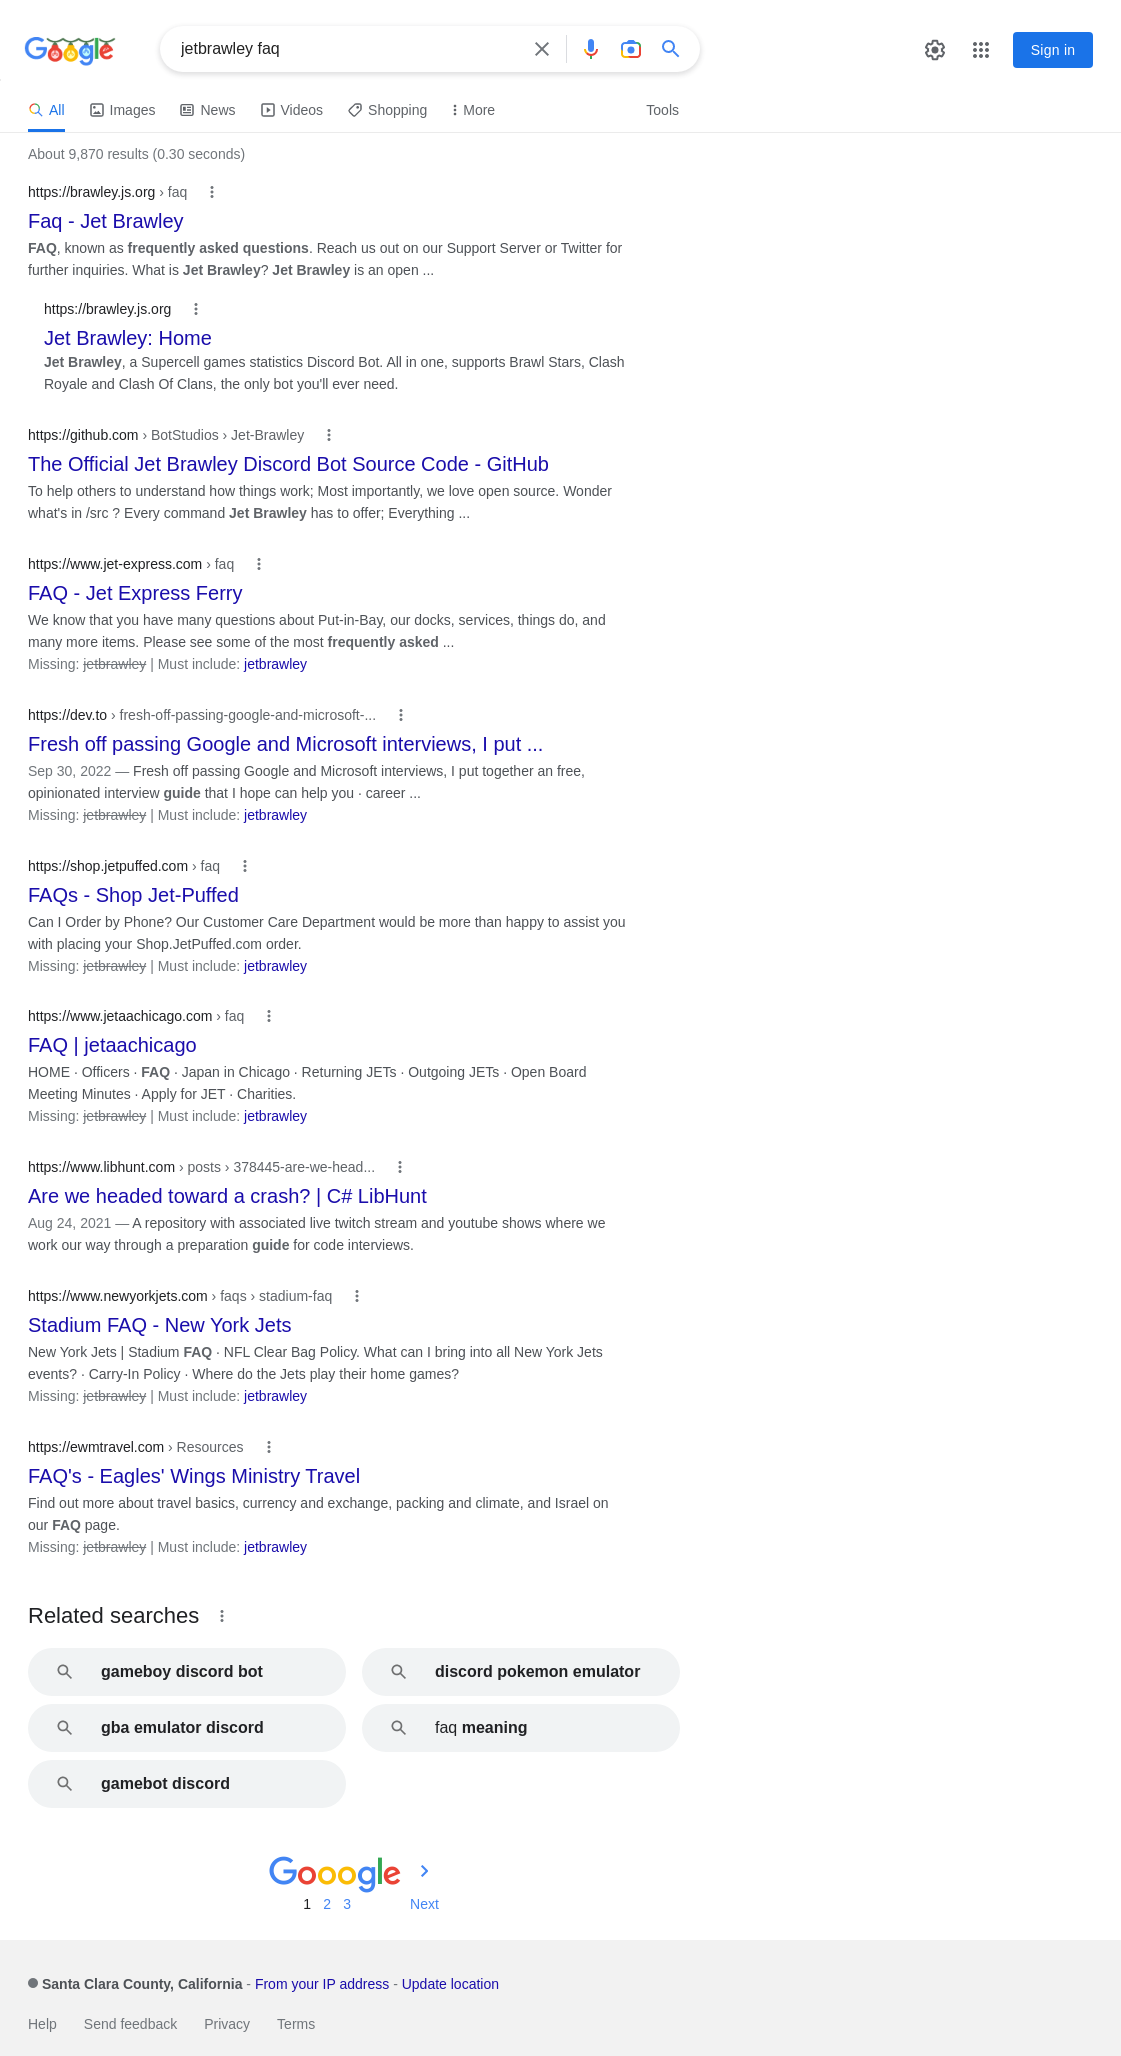 Google
jetbrawley faq
Sign in
All Images News Videos Shopping More Tools
About 9,870 results (0.30 seconds)
https://brawley.js.org › faq
Faq - Jet Brawley
FAQ, known as frequently asked questions. Reach us out on our Support Server or Twitter for
further inquiries. What is Jet Brawley? Jet Brawley is an open ...
https://brawley.js.org
Jet Brawley: Home
Jet Brawley, a Supercell games statistics Discord Bot. All in one, supports Brawl Stars, Clash
Royale and Clash Of Clans, the only bot you'll ever need.
https://github.com › BotStudios › Jet-Brawley
The Official Jet Brawley Discord Bot Source Code - GitHub
To help others to understand how things work; Most importantly, we love open source. Wonder
what's in /src ? Every command Jet Brawley has to offer; Everything ...
https://www.jet-express.com › faq
FAQ - Jet Express Ferry
We know that you have many questions about Put-in-Bay, our docks, services, things do, and
many more items. Please see some of the most frequently asked ...
Missing: jetbrawley | Must include: jetbrawley
https://dev.to › fresh-off-passing-google-and-microsoft-...
Fresh off passing Google and Microsoft interviews, I put ...
Sep 30, 2022 — Fresh off passing Google and Microsoft interviews, I put together an free,
opinionated interview guide that I hope can help you · career ...
Missing: jetbrawley | Must include: jetbrawley
https://shop.jetpuffed.com › faq
FAQs - Shop Jet-Puffed
Can I Order by Phone? Our Customer Care Department would be more than happy to assist you
with placing your Shop.JetPuffed.com order.
Missing: jetbrawley | Must include: jetbrawley
https://www.jetaachicago.com › faq
FAQ | jetaachicago
HOME · Officers · FAQ · Japan in Chicago · Returning JETs · Outgoing JETs · Open Board
Meeting Minutes · Apply for JET · Charities.
Missing: jetbrawley | Must include: jetbrawley
https://www.libhunt.com › posts › 378445-are-we-head...
Are we headed toward a crash? | C# LibHunt
Aug 24, 2021 — A repository with associated live twitch stream and youtube shows where we
work our way through a preparation guide for code interviews.
https://www.newyorkjets.com › faqs › stadium-faq
Stadium FAQ - New York Jets
New York Jets | Stadium FAQ · NFL Clear Bag Policy. What can I bring into all New York Jets
events? · Carry-In Policy · Where do the Jets play their home games?
Missing: jetbrawley | Must include: jetbrawley
https://ewmtravel.com › Resources
FAQ's - Eagles' Wings Ministry Travel
Find out more about travel basics, currency and exchange, packing and climate, and Israel on
our FAQ page.
Missing: jetbrawley | Must include: jetbrawley
Related searches
gameboy discord bot
discord pokemon emulator
gba emulator discord
faq meaning
gamebot discord
Gooogle
1 2 3 Next
Santa Clara County, California - From your IP address - Update location
Help Send feedback Privacy Terms